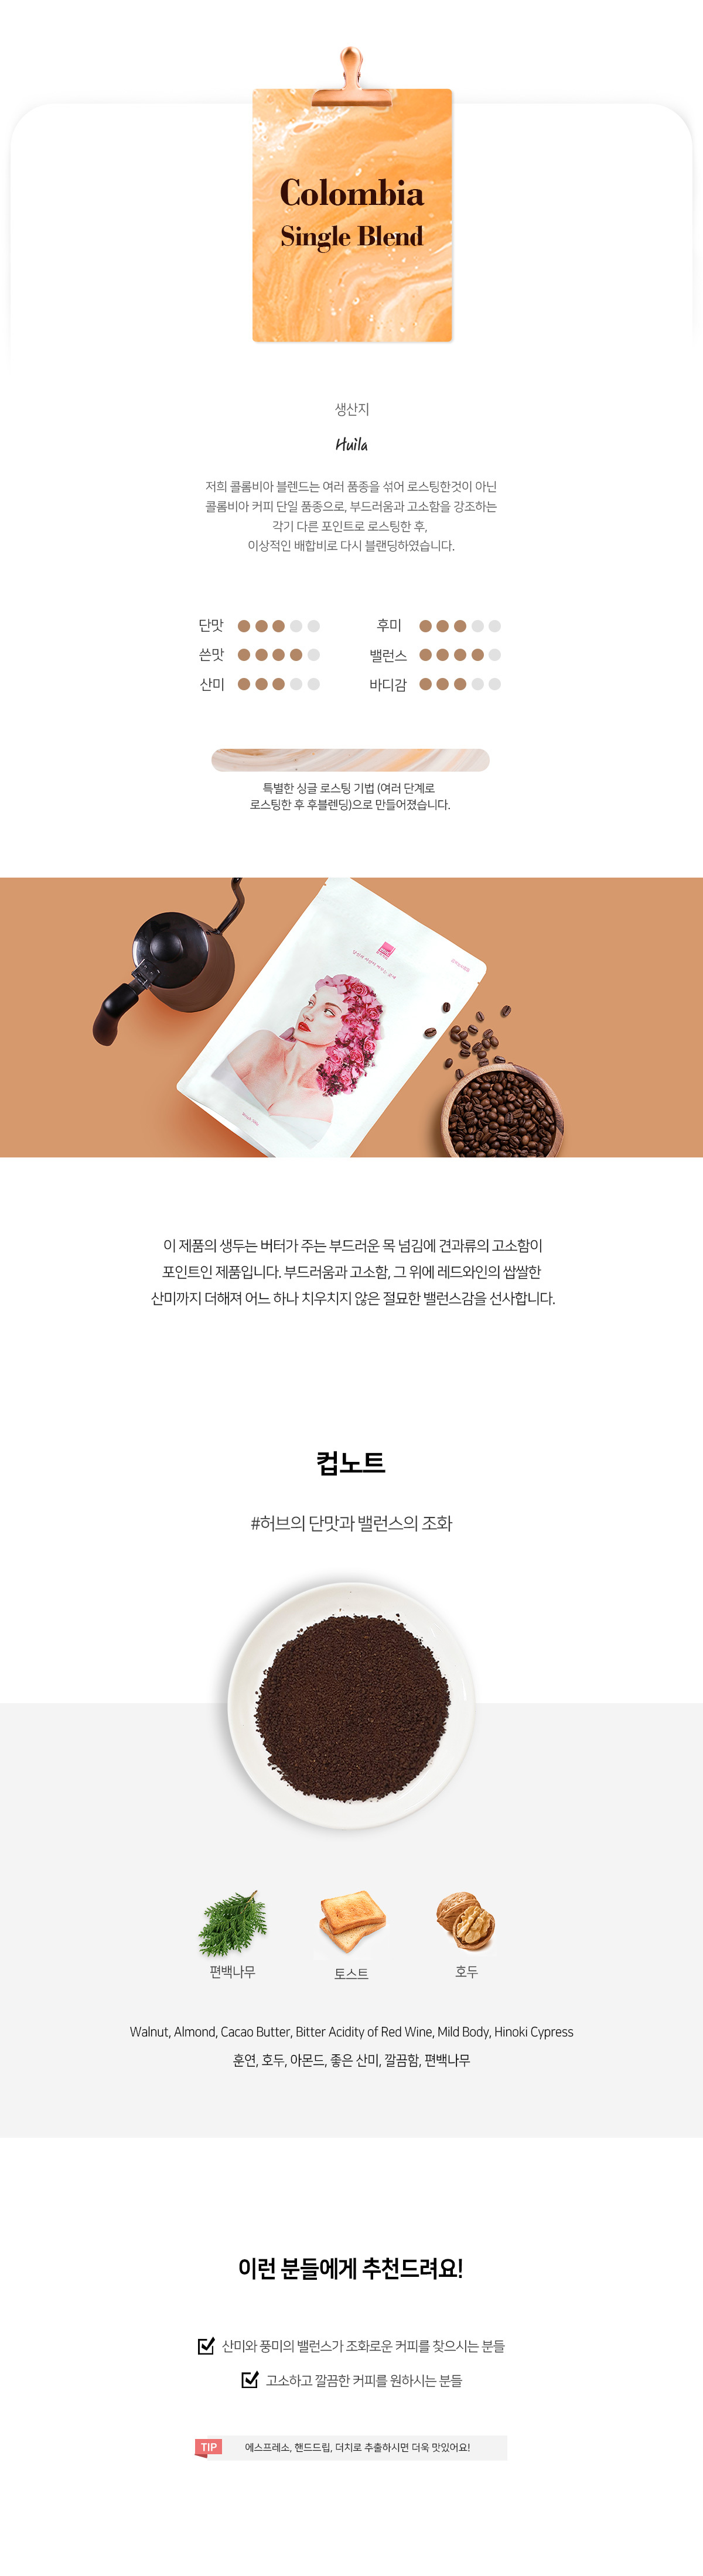 Colombia
Single Blend
생산지
Huila
저희 콜롬비아 블렌드는 여러 품종을 섞어 로스팅한것이 아닌
콜롬비아 커피 단일 품종으로, 부드러움과 고소함을 강조하는
각기 다른 포인트로 로스팅한 후,
이상적인 배합비로 다시 블랜딩하였습니다.
단맛
후미
쓴맛
밸런스
산미
바디감
특별한 싱글 로스팅 기법 (여러 단계로
로스팅한 후 후블렌딩)으로 만들어졌습니다.
이 제품의 생두는 버터가 주는 부드러운 목 넘김에 견과류의 고소함이
포인트인 제품입니다. 부드러움과 고소함, 그 위에 레드와인의 쌉쌀한
산미까지 더해져 어느 하나 치우치지 않은 절묘한 밸런스감을 선사합니다.
컵노트
#허브의 단맛과 밸런스의 조화
편백나무
토스트
호두
Walnut, Almond, Cacao Butter, Bitter Acidity of Red Wine, Mild Body, Hinoki Cypress
훈연, 호두, 아몬드, 좋은 산미, 깔끔함, 편백나무
이런 분들에게 추천드려요!
산미와 풍미의 밸런스가 조화로운 커피를 찾으시는 분들
고소하고 깔끔한 커피를 원하시는 분들
TIP
에스프레소, 핸드드립, 더치로 추출하시면 더욱 맛있어요!